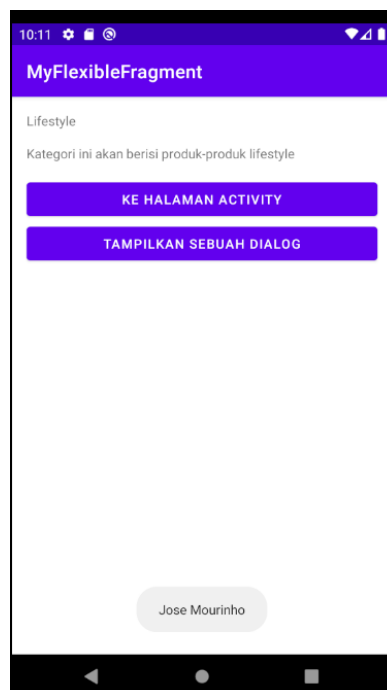 10:11
MyFlexibleFragment
Lifestyle
Kategori ini akan berisi produk-produk lifestyle
KE HALAMAN ACTIVITY
TAMPILKAN SEBUAH DIALOG
Jose Mourinho